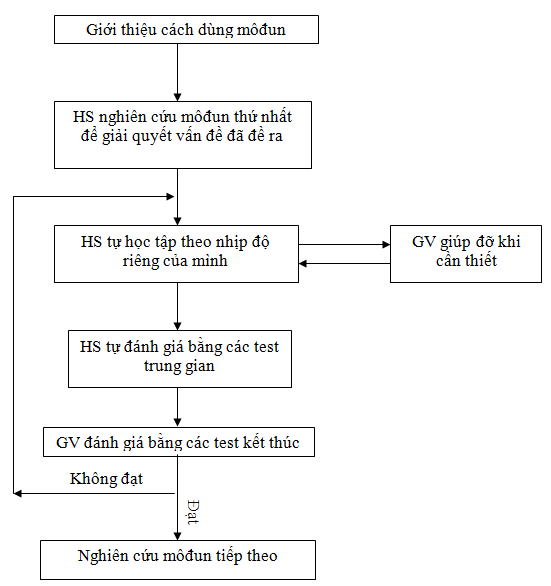 Giới thiệu cách dùng môđun
HS nghiên cứu môđun thứ nhất
để giải quyết vấn đề đã đề ra
HS tự học tập theo nhịp độ
riêng của mình
GV giúp đỡ khi
cần thiết
HS tự đánh giá bằng các test
trung gian
GV đánh giá bằng các test kết thúc
Không đạt
Đạt
Nghiên cứu môđun tiếp theo